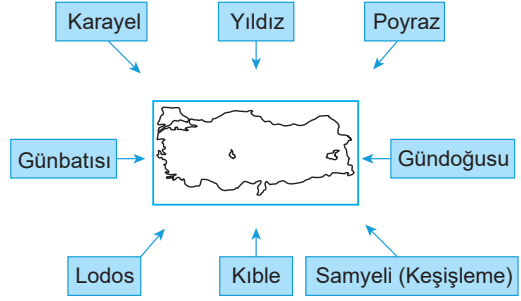 Karayel
Yıldız
Poyraz
Günbatısı
Gündoğusu
Lodos
Kıble
Samyeli (Keşişleme)